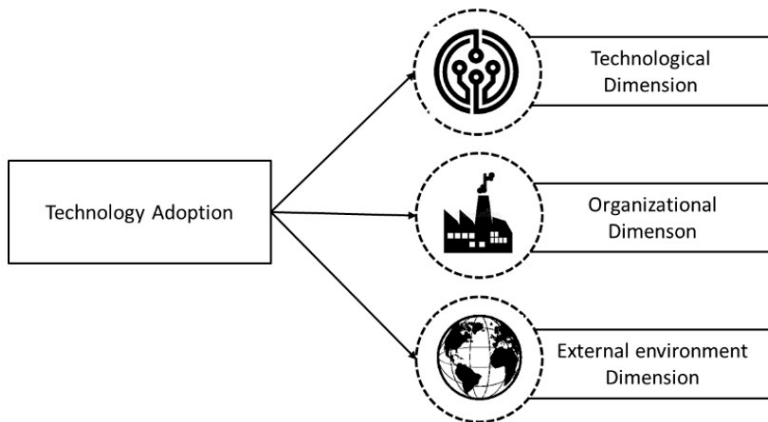 Technological
Dimension
Technology Adoption
Organizational
Dimenson
External environment
Dimension